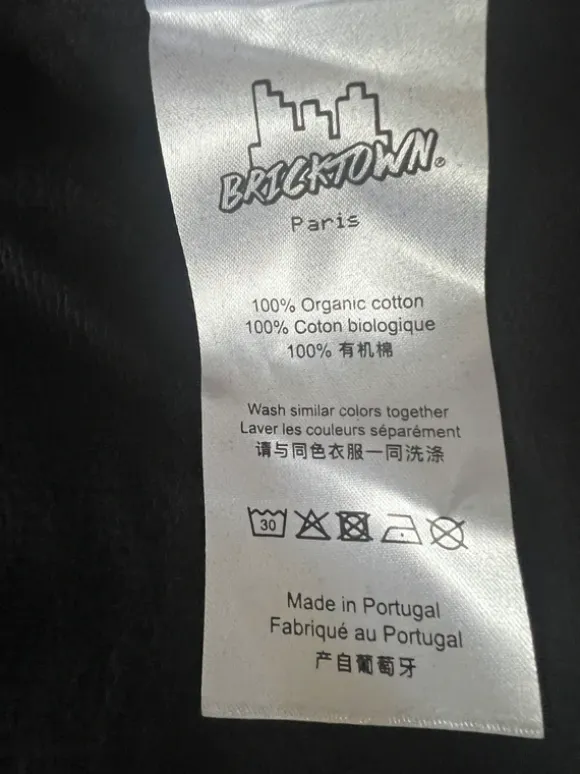 BRICKTOWN®
Paris
100% Organic cotton
100% Coton biologique
100% 有机棉
Wash similar colors together
Laver les couleurs séparément
请与同色衣服一同洗涤
30
Made in Portugal
Fabriqué au Portugal
产自葡萄牙